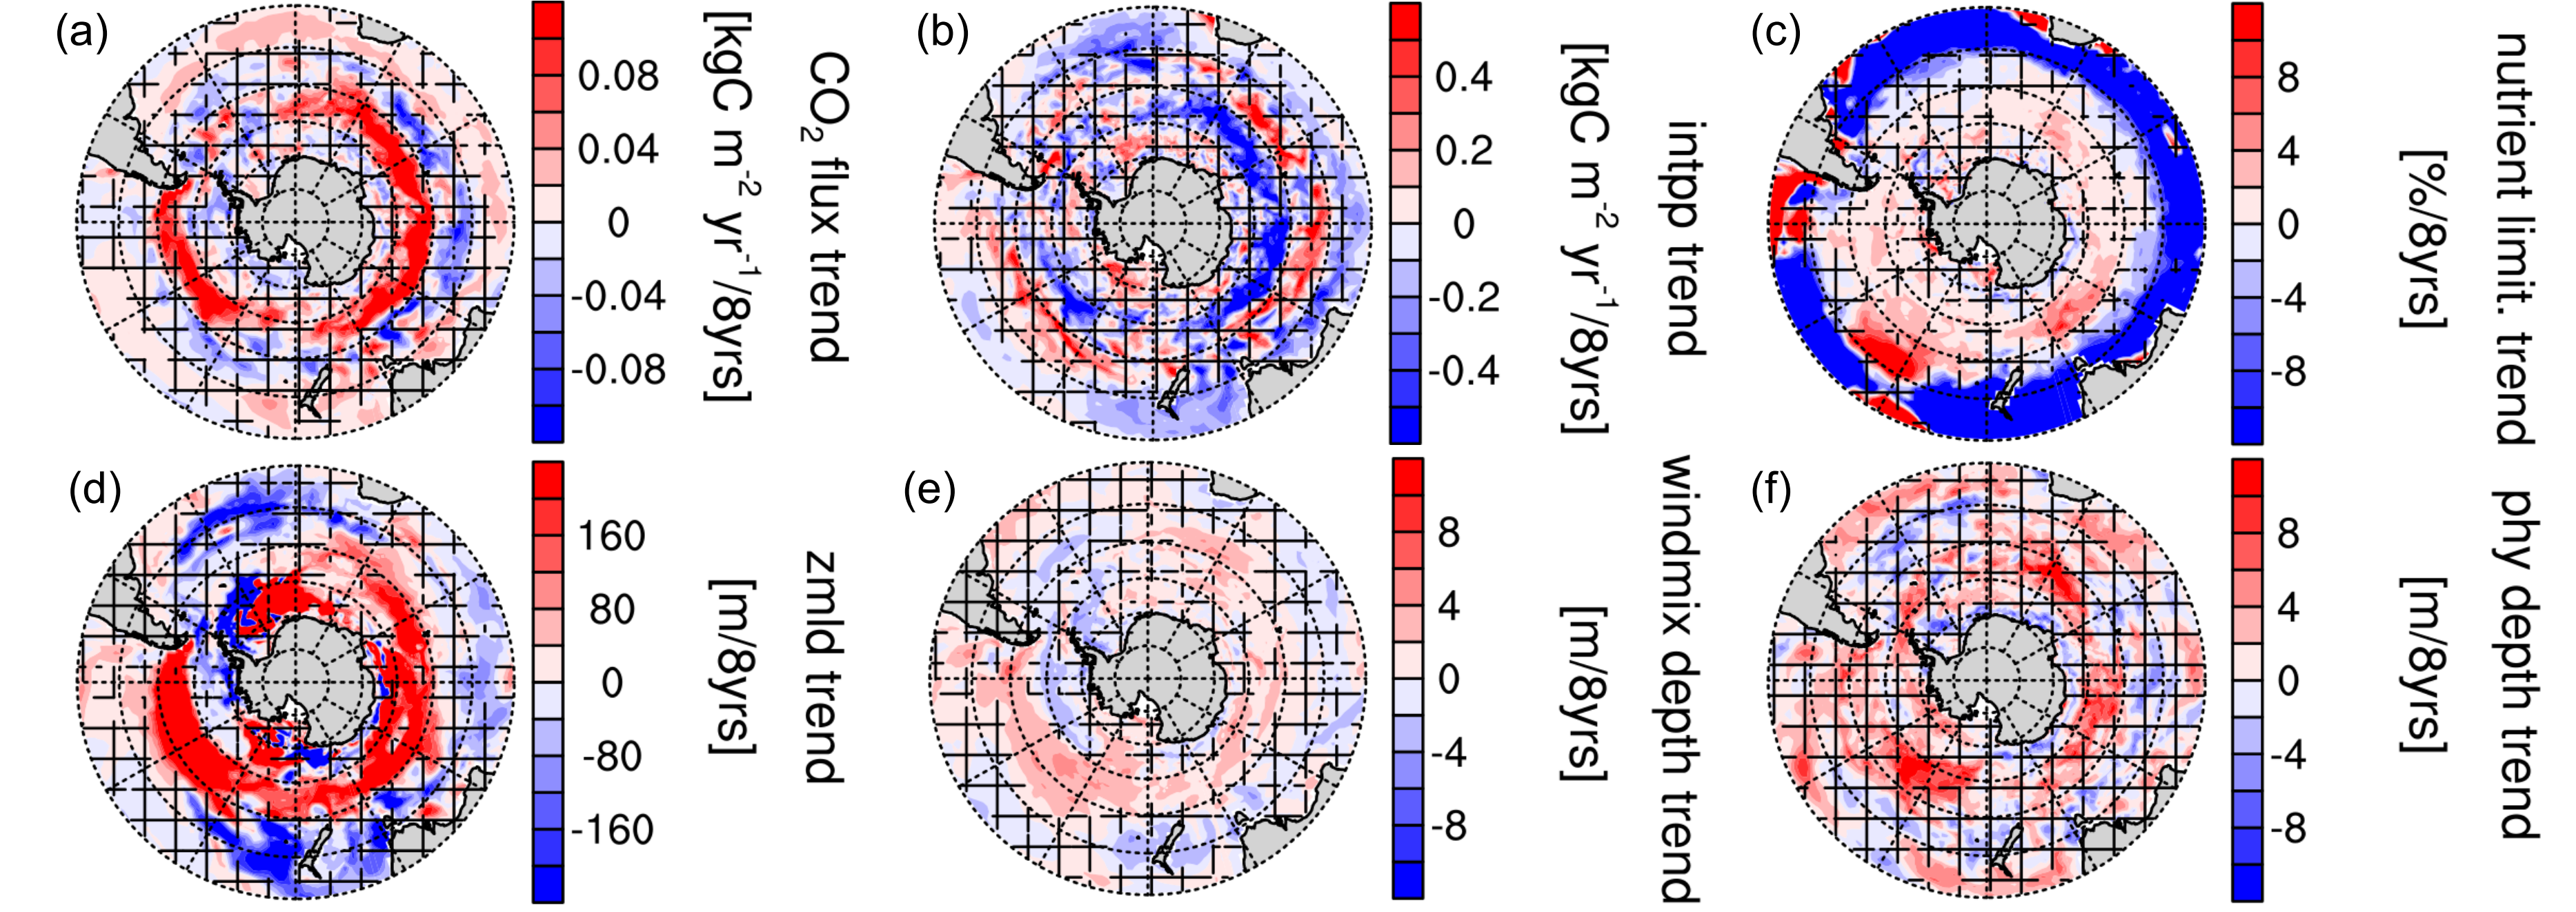 (a)
0.08
0.04
0
-0.04
-0.08
[kgC m-2 yr-1/8yrs]
CO2 flux trend
(b)
0.4
0.2
0
-0.2
-0.4
[kgC m-2 yr-1/8yrs]
intpp trend
(c)
8
4
0
-4
-8
[%/8yrs]
nutrient limit. trend
(d)
160
80
0
-80
-160
[m/8yrs]
zmld trend
(e)
8
4
0
-4
-8
[m/8yrs]
windmix depth trend
(f)
8
4
0
-4
-8
[m/8yrs]
phy depth trend